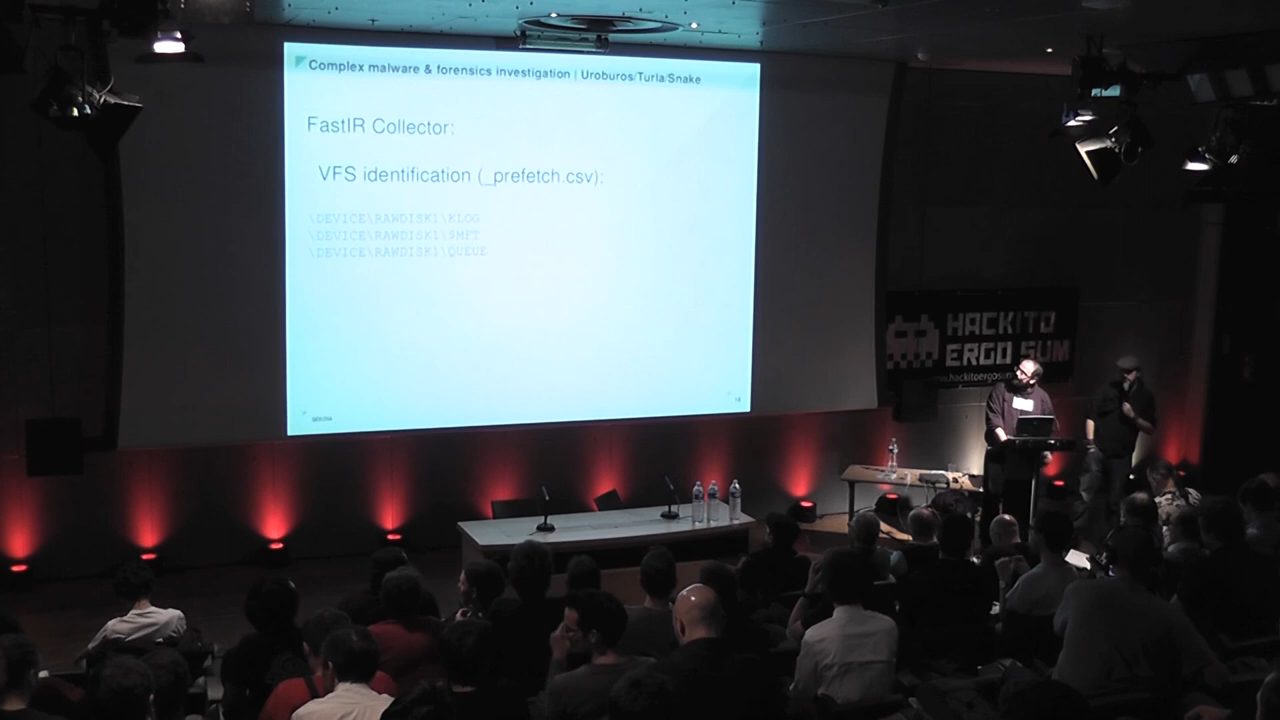 Complex malware & forensics investigation | Uroburos/Turla/Snake
FastIR Collector:
VFS identification (_prefetch.csv):
\DEVICE\RAWDISK1\KLOG
\DEVICE\RAWDISK1\$MFT
\DEVICE\RAWDISK1\QUEUE
HACKITO
ERGO SUM